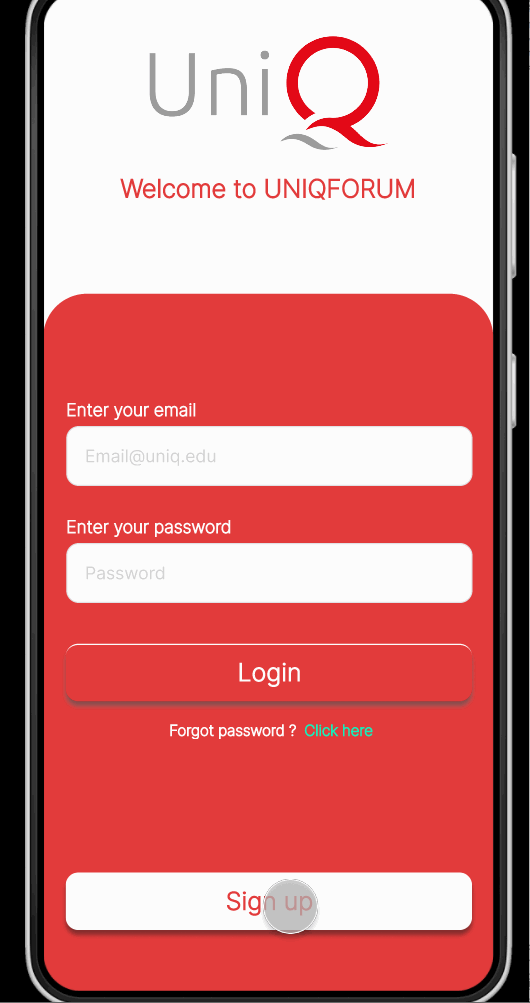 UniQ
Welcome to UNIQFORUM
Enter your email
Email@uniq.edu
Enter your password
Password
Login
Forgot password ? Click here
Sign up